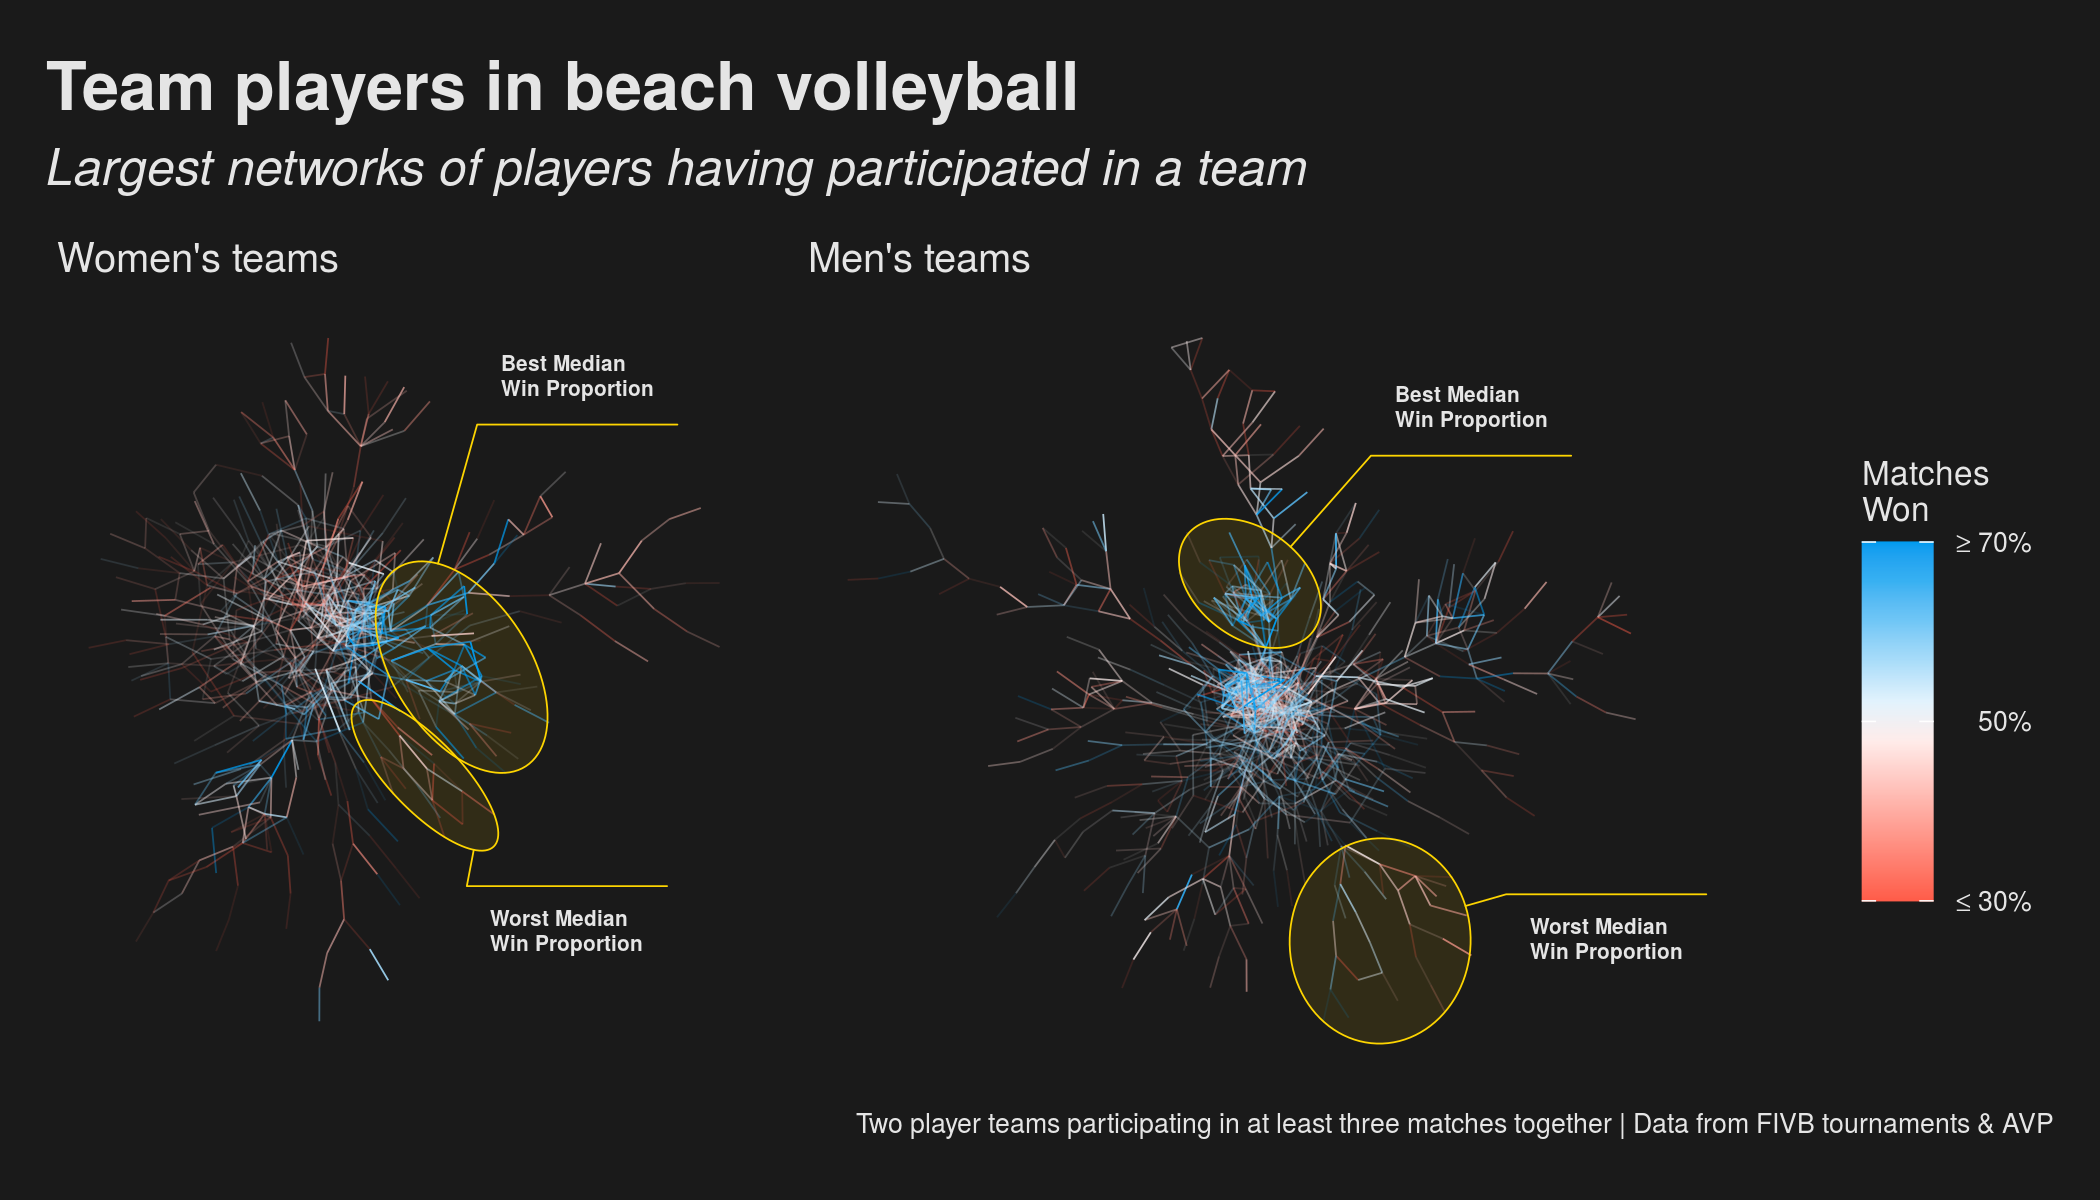 Team players in beach volleyball
Largest networks of players having participated in a team
Women's teams
Men's teams
Best Median
Win Proportion
Worst Median
Win Proportion
Best Median
Win Proportion
Worst Median
Win Proportion
Matches
Won
≥ 70%
50%
≤ 30%
Two player teams participating in at least three matches together | Data from FIVB tournaments & AVP